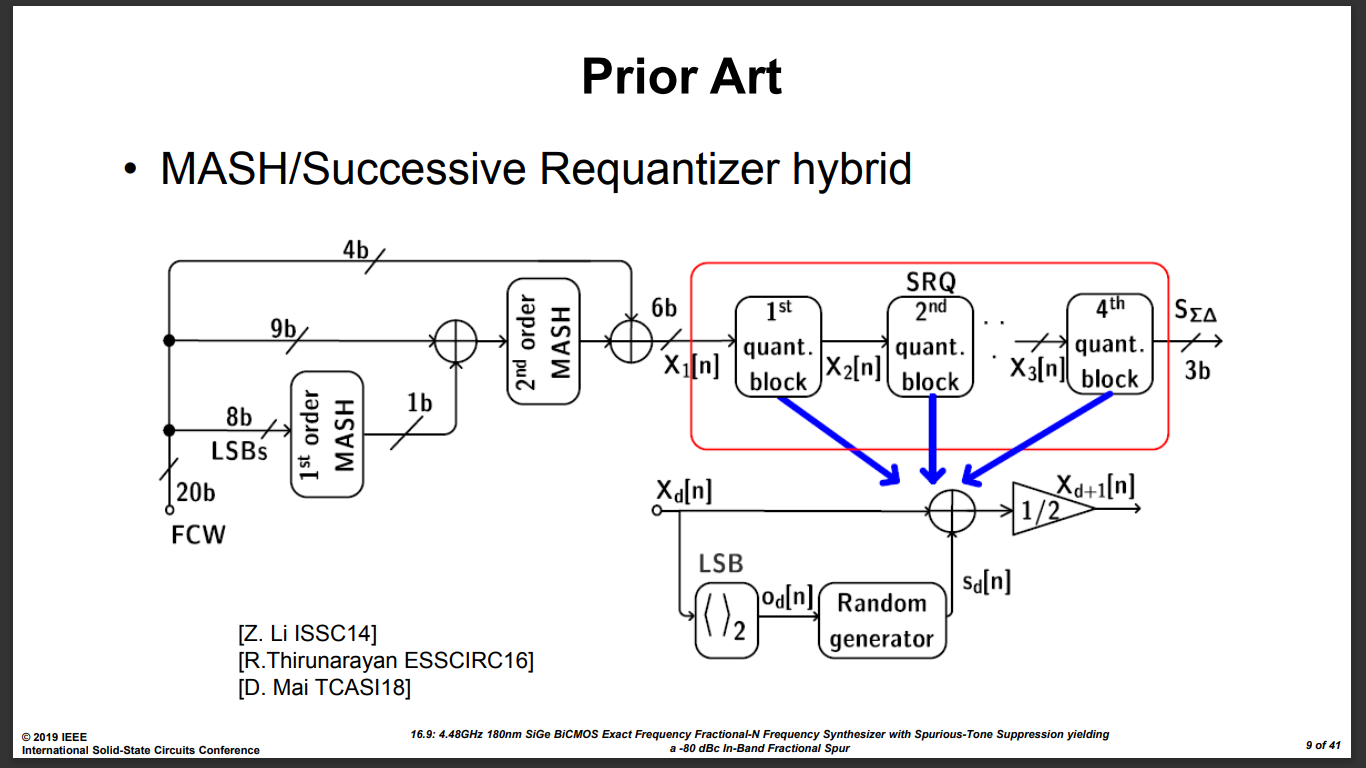 Prior Art
• MASH/Successive Requantizer hybrid
4b
9b
8b
LSBs
1st order
MASH
1b
2nd order
MASH
20b
FCW
6b
X1[n]
SRQ
1st
quant.
block
X2[n]
2nd
quant.
block
. . .
X3[n]
4th
quant.
block
SΣΔ
3b
Xd[n]
LSB
⟨ ⟩2
od[n]
Random
generator
sd[n]
1/2
Xd+1[n]
[Z. Li ISSC14]
[R.Thirunarayan ESSCIRC16]
[D. Mai TCASI18]
© 2019 IEEE
International Solid-State Circuits Conference
16.9: 4.48GHz 180nm SiGe BiCMOS Exact Frequency Fractional-N Frequency Synthesizer with Spurious-Tone Suppression yielding
a -80 dBc In-Band Fractional Spur
9 of 41